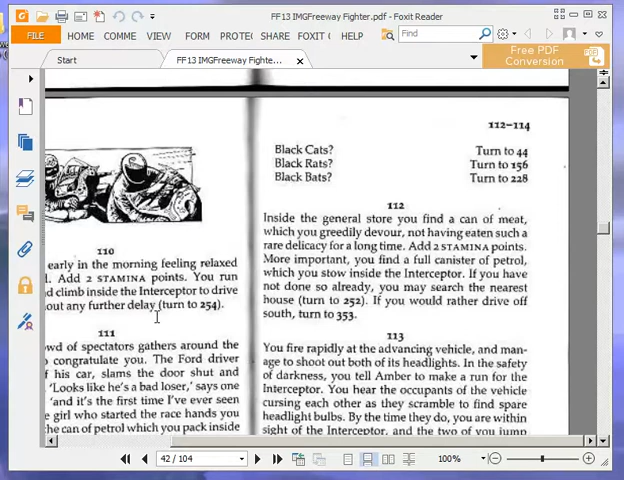 FF13 IMGFreeway Fighter.pdf - Foxit Reader
FILE HOME COMME VIEW FORM PROTE SHARE FOXIT C HELP Find
Start FF13 IMGFreeway Fighte... Free PDF Conversion
110
early in the morning feeling relaxed
. Add 2 STAMINA points. You run
d climb inside the Interceptor to drive
out any further delay (turn to 254).
111
wd of spectators gathers around the
congratulate you. The Ford driver
f his car, slams the door shut and
'Looks like he's a bad loser,' says one
'and it's the first time I've ever seen
e girl who started the race hands you
he can of petrol which you pack inside
112–114
Black Cats? Turn to 44
Black Rats? Turn to 156
Black Bats? Turn to 228
112
Inside the general store you find a can of meat,
which you greedily devour, not having eaten such a
rare delicacy for a long time. Add 2 STAMINA points.
More important, you find a full canister of petrol,
which you stow inside the Interceptor. If you have
not done so already, you may search the nearest
house (turn to 252). If you would rather drive off
south, turn to 353.
113
You fire rapidly at the advancing vehicle, and man-
age to shoot out both of its headlights. In the safety
of darkness, you tell Amber to make a run for the
Interceptor. You hear the occupants of the vehicle
cursing each other as they scramble to find spare
headlight bulbs. By the time they do, you are within
sight of the Interceptor, and the two of you jump
42 / 104 100%